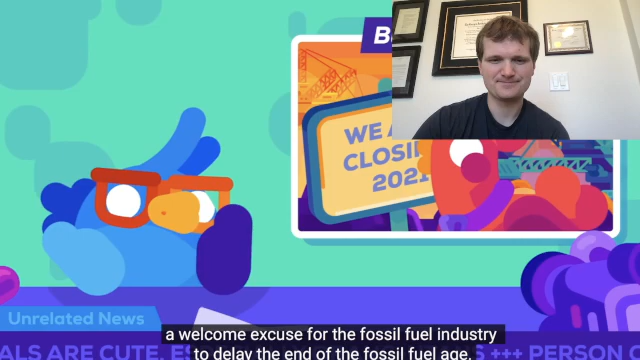 B
WE A
CLOSI
2021
Unrelated News
a welcome excuse for the fossil fuel industry
to delay the end of the fossil fuel age.
ALS ARE CUTE, ES S +++ PERSON O